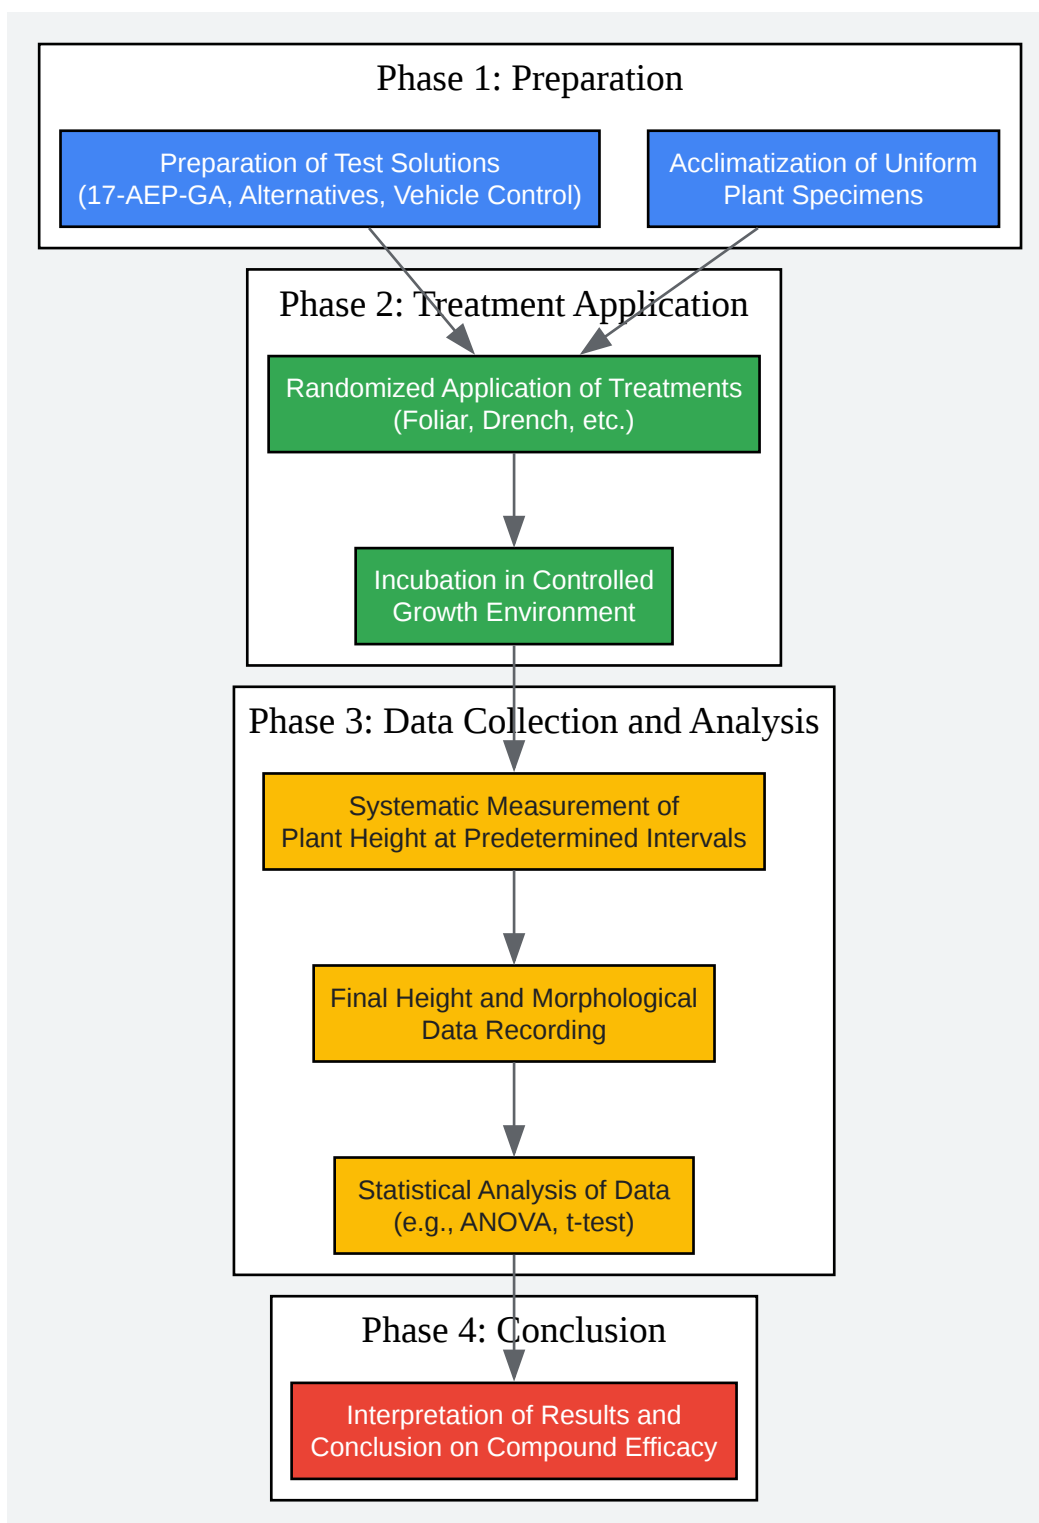 Phase 1: Preparation
Preparation of Test Solutions
(17-AEP-GA, Alternatives, Vehicle Control)
Acclimatization of Uniform
Plant Specimens
Phase 2: Treatment Application
Randomized Application of Treatments
(Foliar, Drench, etc.)
Incubation in Controlled
Growth Environment
Phase 3: Data Collection and Analysis
Systematic Measurement of
Plant Height at Predetermined Intervals
Final Height and Morphological
Data Recording
Statistical Analysis of Data
(e.g., ANOVA, t-test)
Phase 4: Conclusion
Interpretation of Results and
Conclusion on Compound Efficacy